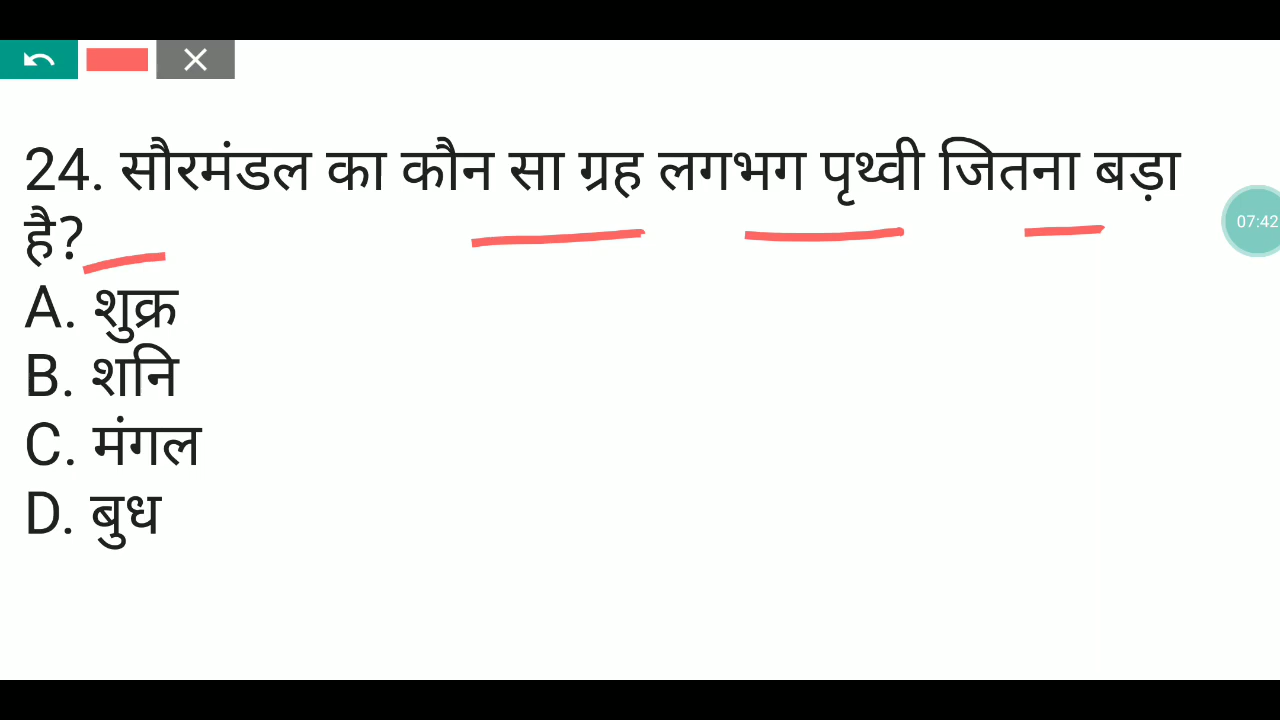 24. सौरमंडल का कौन सा ग्रह लगभग पृथ्वी जितना बड़ा
है?
07:42
A. शुक्र
B. शनि
C. मंगल
D. बुध